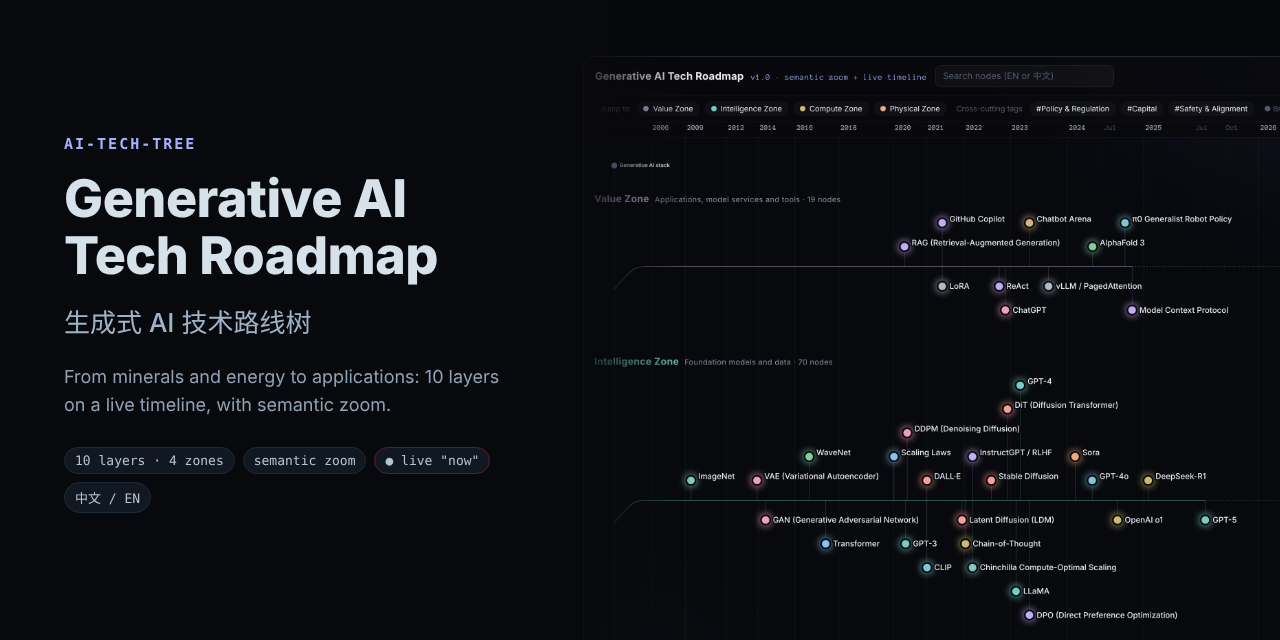 AI-TECH-TREE
Generative AI
Tech Roadmap
生成式 AI 技术路线树
From minerals and energy to applications: 10 layers
on a live timeline, with semantic zoom.
10 layers · 4 zones
semantic zoom
● live "now"
中文 / EN
Generative AI Tech Roadmap v1.0 · semantic zoom + live timeline
Search nodes (EN or 中文)
Jump to Value Zone Intelligence Zone Compute Zone Physical Zone Cross-cutting tags #Policy & Regulation #Capital #Safety & Alignment
2006 2009 2012 2014 2016 2018 2020 2021 2022 2023 2024 Jul 2025 Jul Oct 2026
Generative AI stack
Value Zone Applications, model services and tools · 19 nodes
GitHub Copilot Chatbot Arena π0 Generalist Robot Policy
RAG (Retrieval-Augmented Generation) AlphaFold 3
LoRA ReAct vLLM / PagedAttention
ChatGPT Model Context Protocol
Intelligence Zone Foundation models and data · 70 nodes
GPT-4
DiT (Diffusion Transformer)
DDPM (Denoising Diffusion)
WaveNet Scaling Laws InstructGPT / RLHF Sora
ImageNet VAE (Variational Autoencoder) DALL·E Stable Diffusion GPT-4o DeepSeek-R1
GAN (Generative Adversarial Network) Latent Diffusion (LDM) OpenAI o1 GPT-5
Transformer GPT-3 Chain-of-Thought
CLIP Chinchilla Compute-Optimal Scaling
LLaMA
DPO (Direct Preference Optimization)